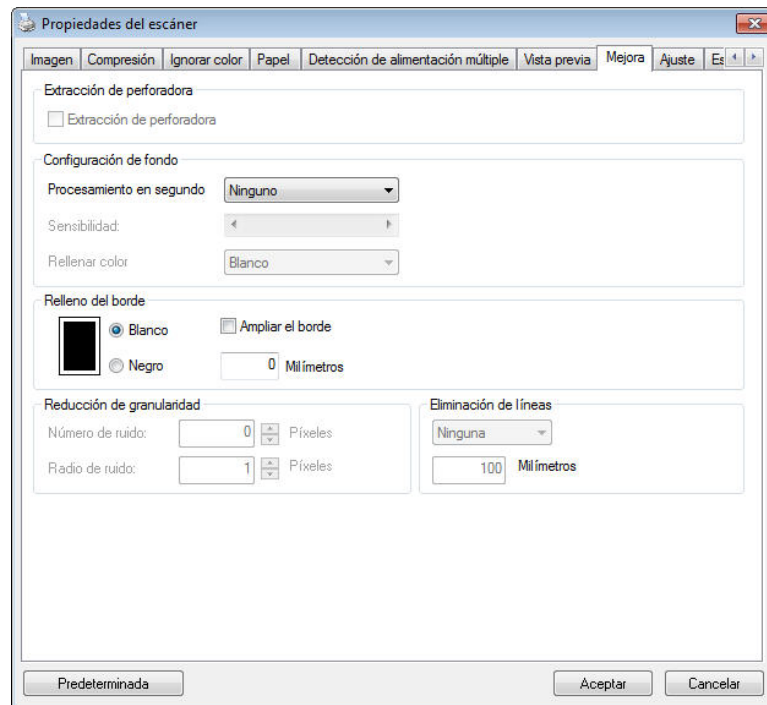 Propiedades del escáner
Imagen Compresión Ignorar color Papel Detección de alimentación múltiple Vista previa Mejora Ajuste Es
Extracción de perforadora
Extracción de perforadora
Configuración de fondo
Procesamiento en segundo Ninguno
Sensibilidad:
Rellenar color Blanco
Relleno del borde
Blanco Ampliar el borde
Negro 0 Milímetros
Reducción de granularidad Eliminación de líneas
Número de ruido: 0 Píxeles Ninguna
Radio de ruido: 1 Píxeles 100 Milímetros
Predeterminada Aceptar Cancelar